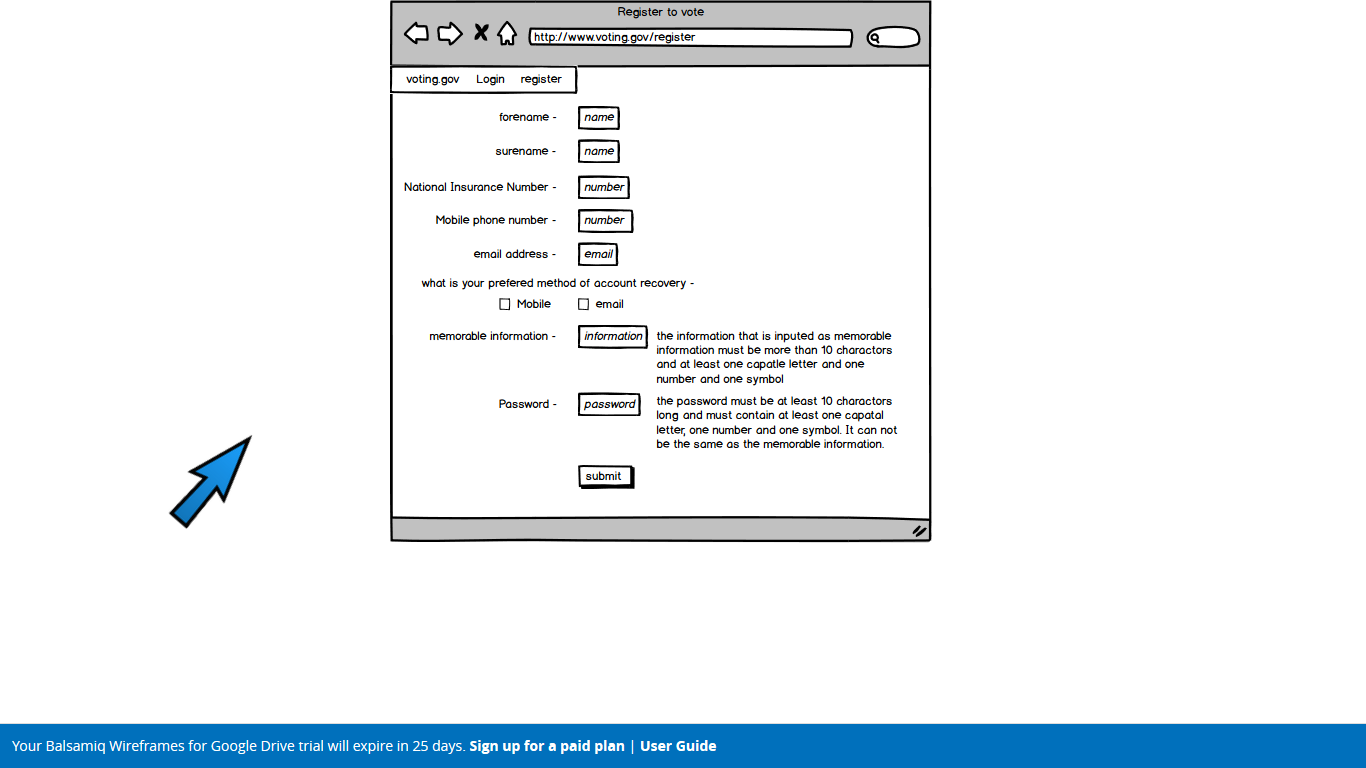 Register to vote
http://www.voting.gov/register
voting.gov Login register
forename - name
surename - name
National Insurance Number - number
Mobile phone number - number
email address - email
what is your prefered method of account recovery -
Mobile email
memorable information - information
the information that is inputed as memorable
information must be more than 10 charactors
and at least one capatle letter and one
number and one symbol
Password - password
the password must be at least 10 charactors
long and must contain at least one capatal
letter, one number and one symbol. It can not
be the same as the memorable information.
submit
Your Balsamiq Wireframes for Google Drive trial will expire in 25 days. Sign up for a paid plan | User Guide